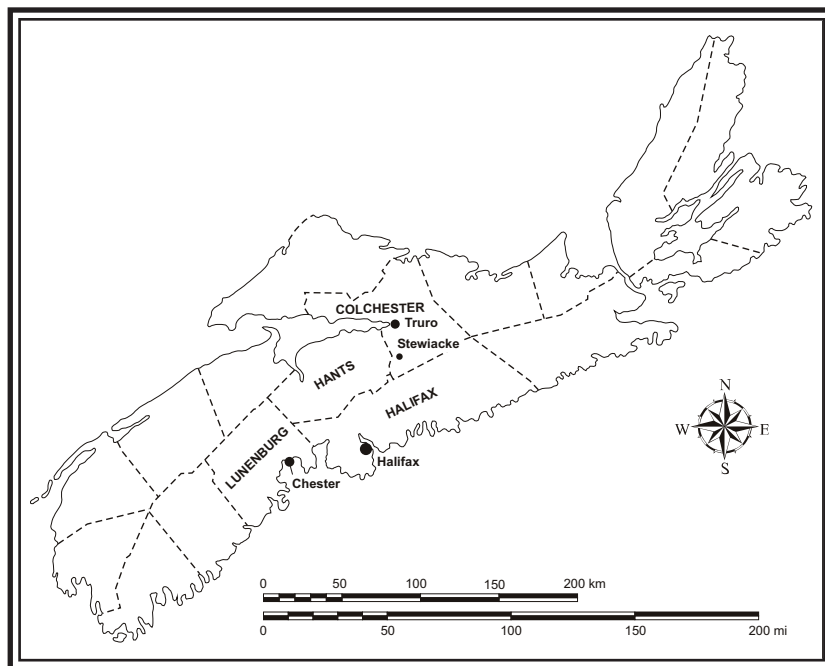 COLCHESTER
Truro
Stewiacke
HANTS
HALIFAX
LUNENBURG
Halifax
Chester
N
W E
S
0 50 100 150 200 km
0 50 100 150 200 mi